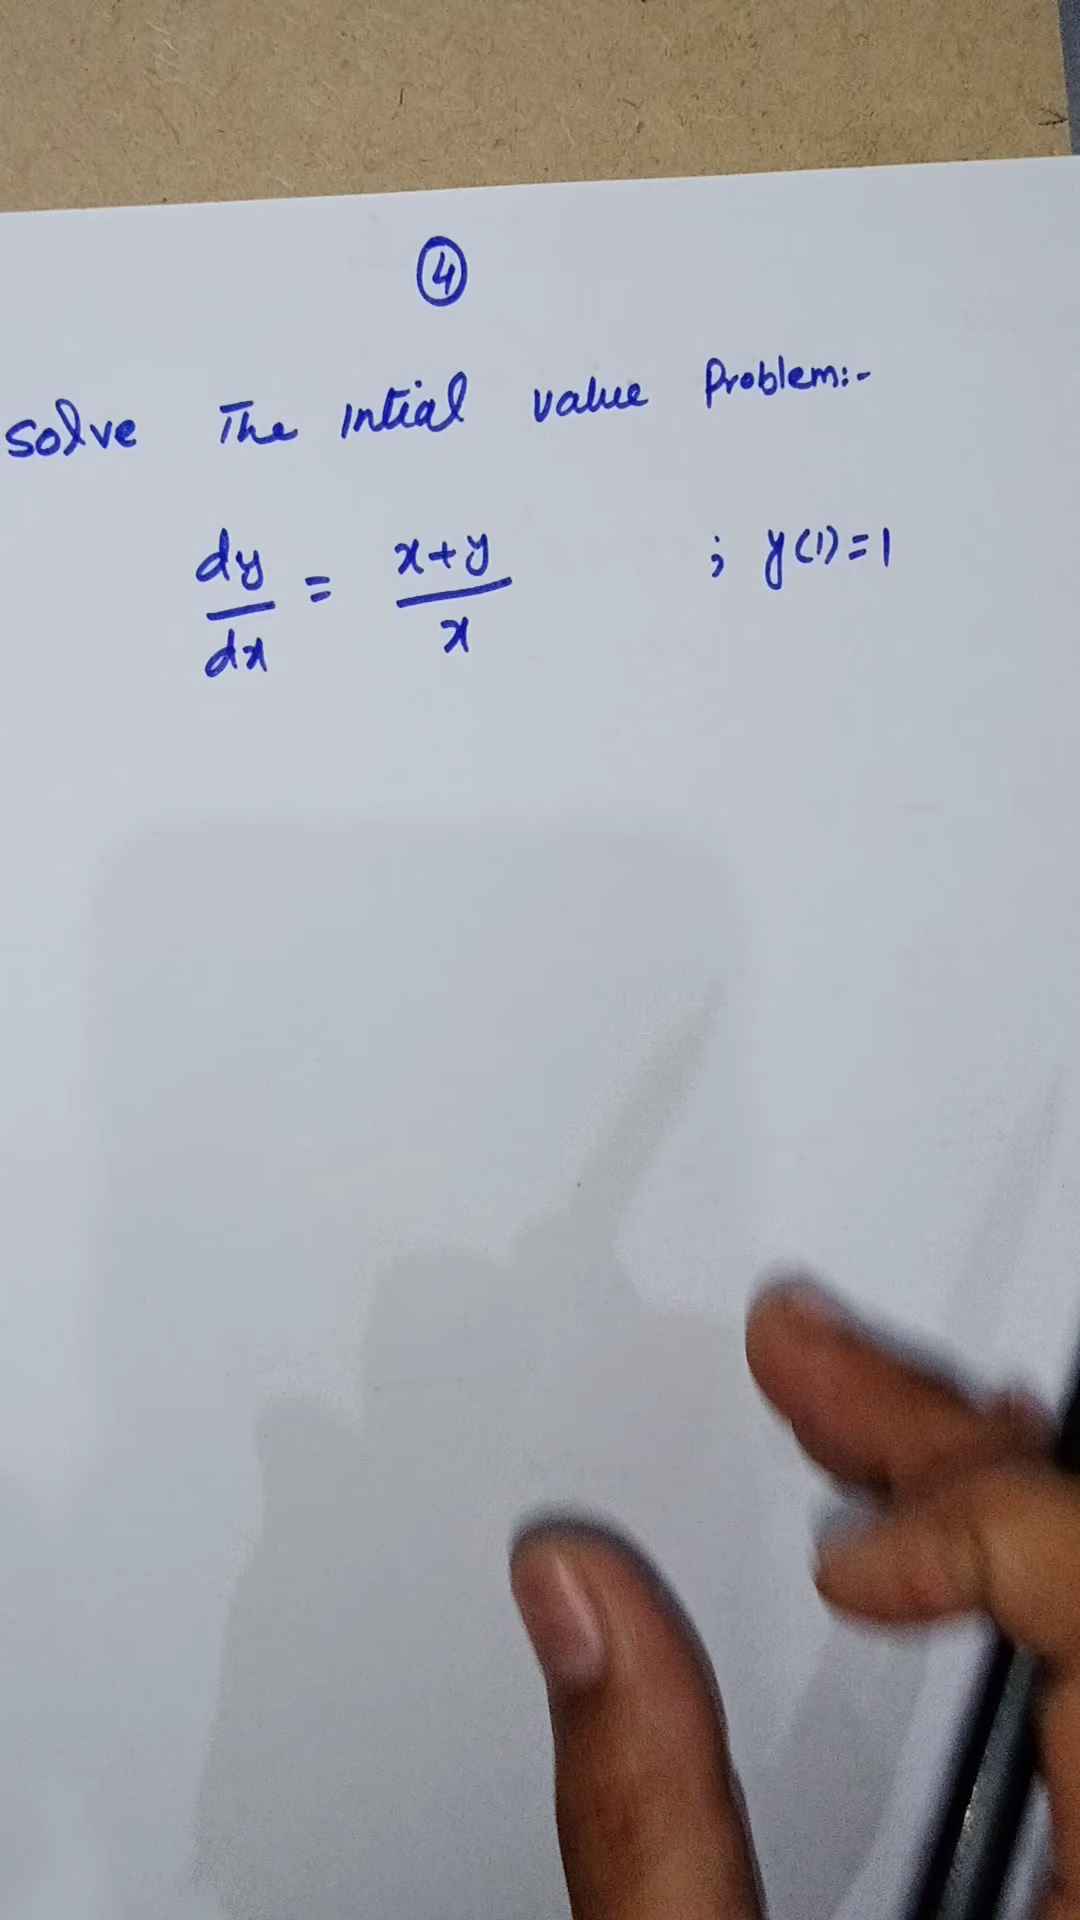 ④
Solve The Intial value Problem:-
dy/dx = x+y/x ; y(1)=1